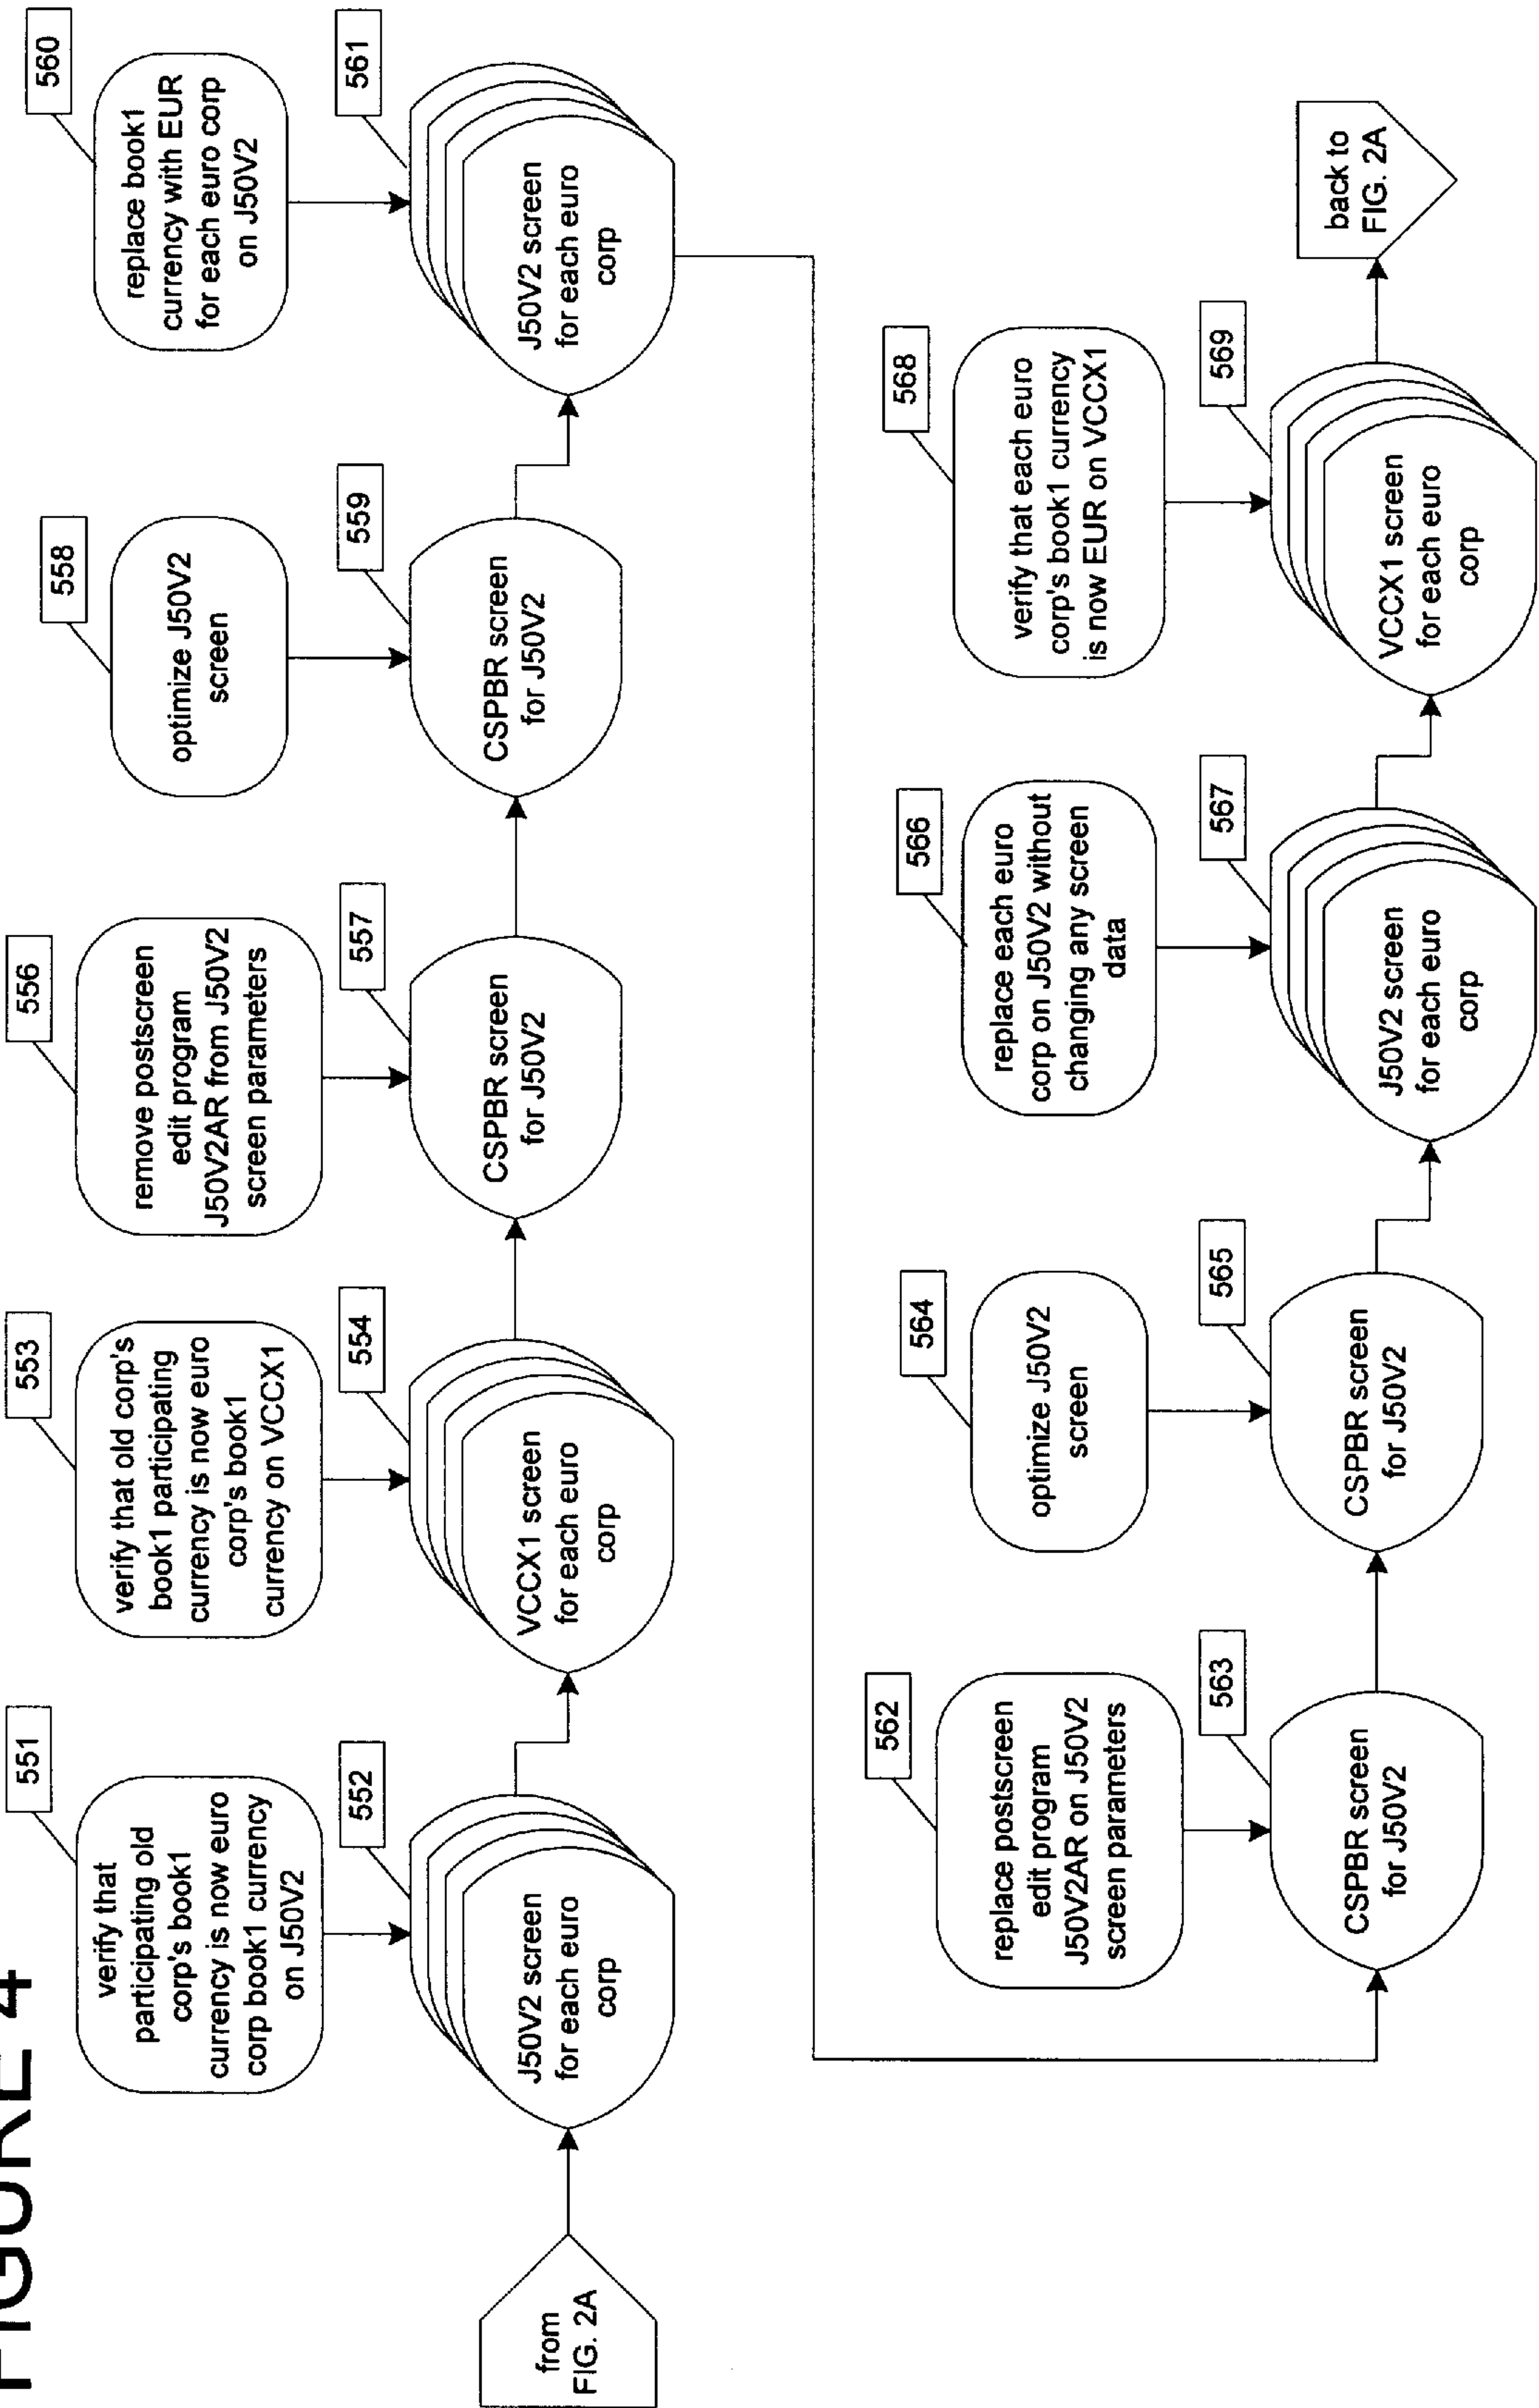 FIGURE 4
from
FIG. 2A
551
verify that
participating old
corp's book1
currency is now euro
corp book1 currency
on J50V2
552
J50V2 screen
for each euro
corp
553
verify that old corp's
book1 participating
currency is now euro
corp's book1
currency on VCCX1
554
VCCX1 screen
for each euro
corp
556
remove postscreen
edit program
J50V2AR from J50V2
screen parameters
557
CSPBR screen
for J50V2
558
optimize J50V2
screen
559
CSPBR screen
for J50V2
560
replace book1
currency with EUR
for each euro corp
on J50V2
561
J50V2 screen
for each euro
corp
562
replace postscreen
edit program
J50V2AR on J50V2
screen parameters
563
CSPBR screen
for J50V2
564
optimize J50V2
screen
565
CSPBR screen
for J50V2
566
replace each euro
corp on J50V2 without
changing any screen
data
567
J50V2 screen
for each euro
corp
568
verify that each euro
corp's book1 currency
is now EUR on VCCX1
569
VCCX1 screen
for each euro
corp
back to
FIG. 2A